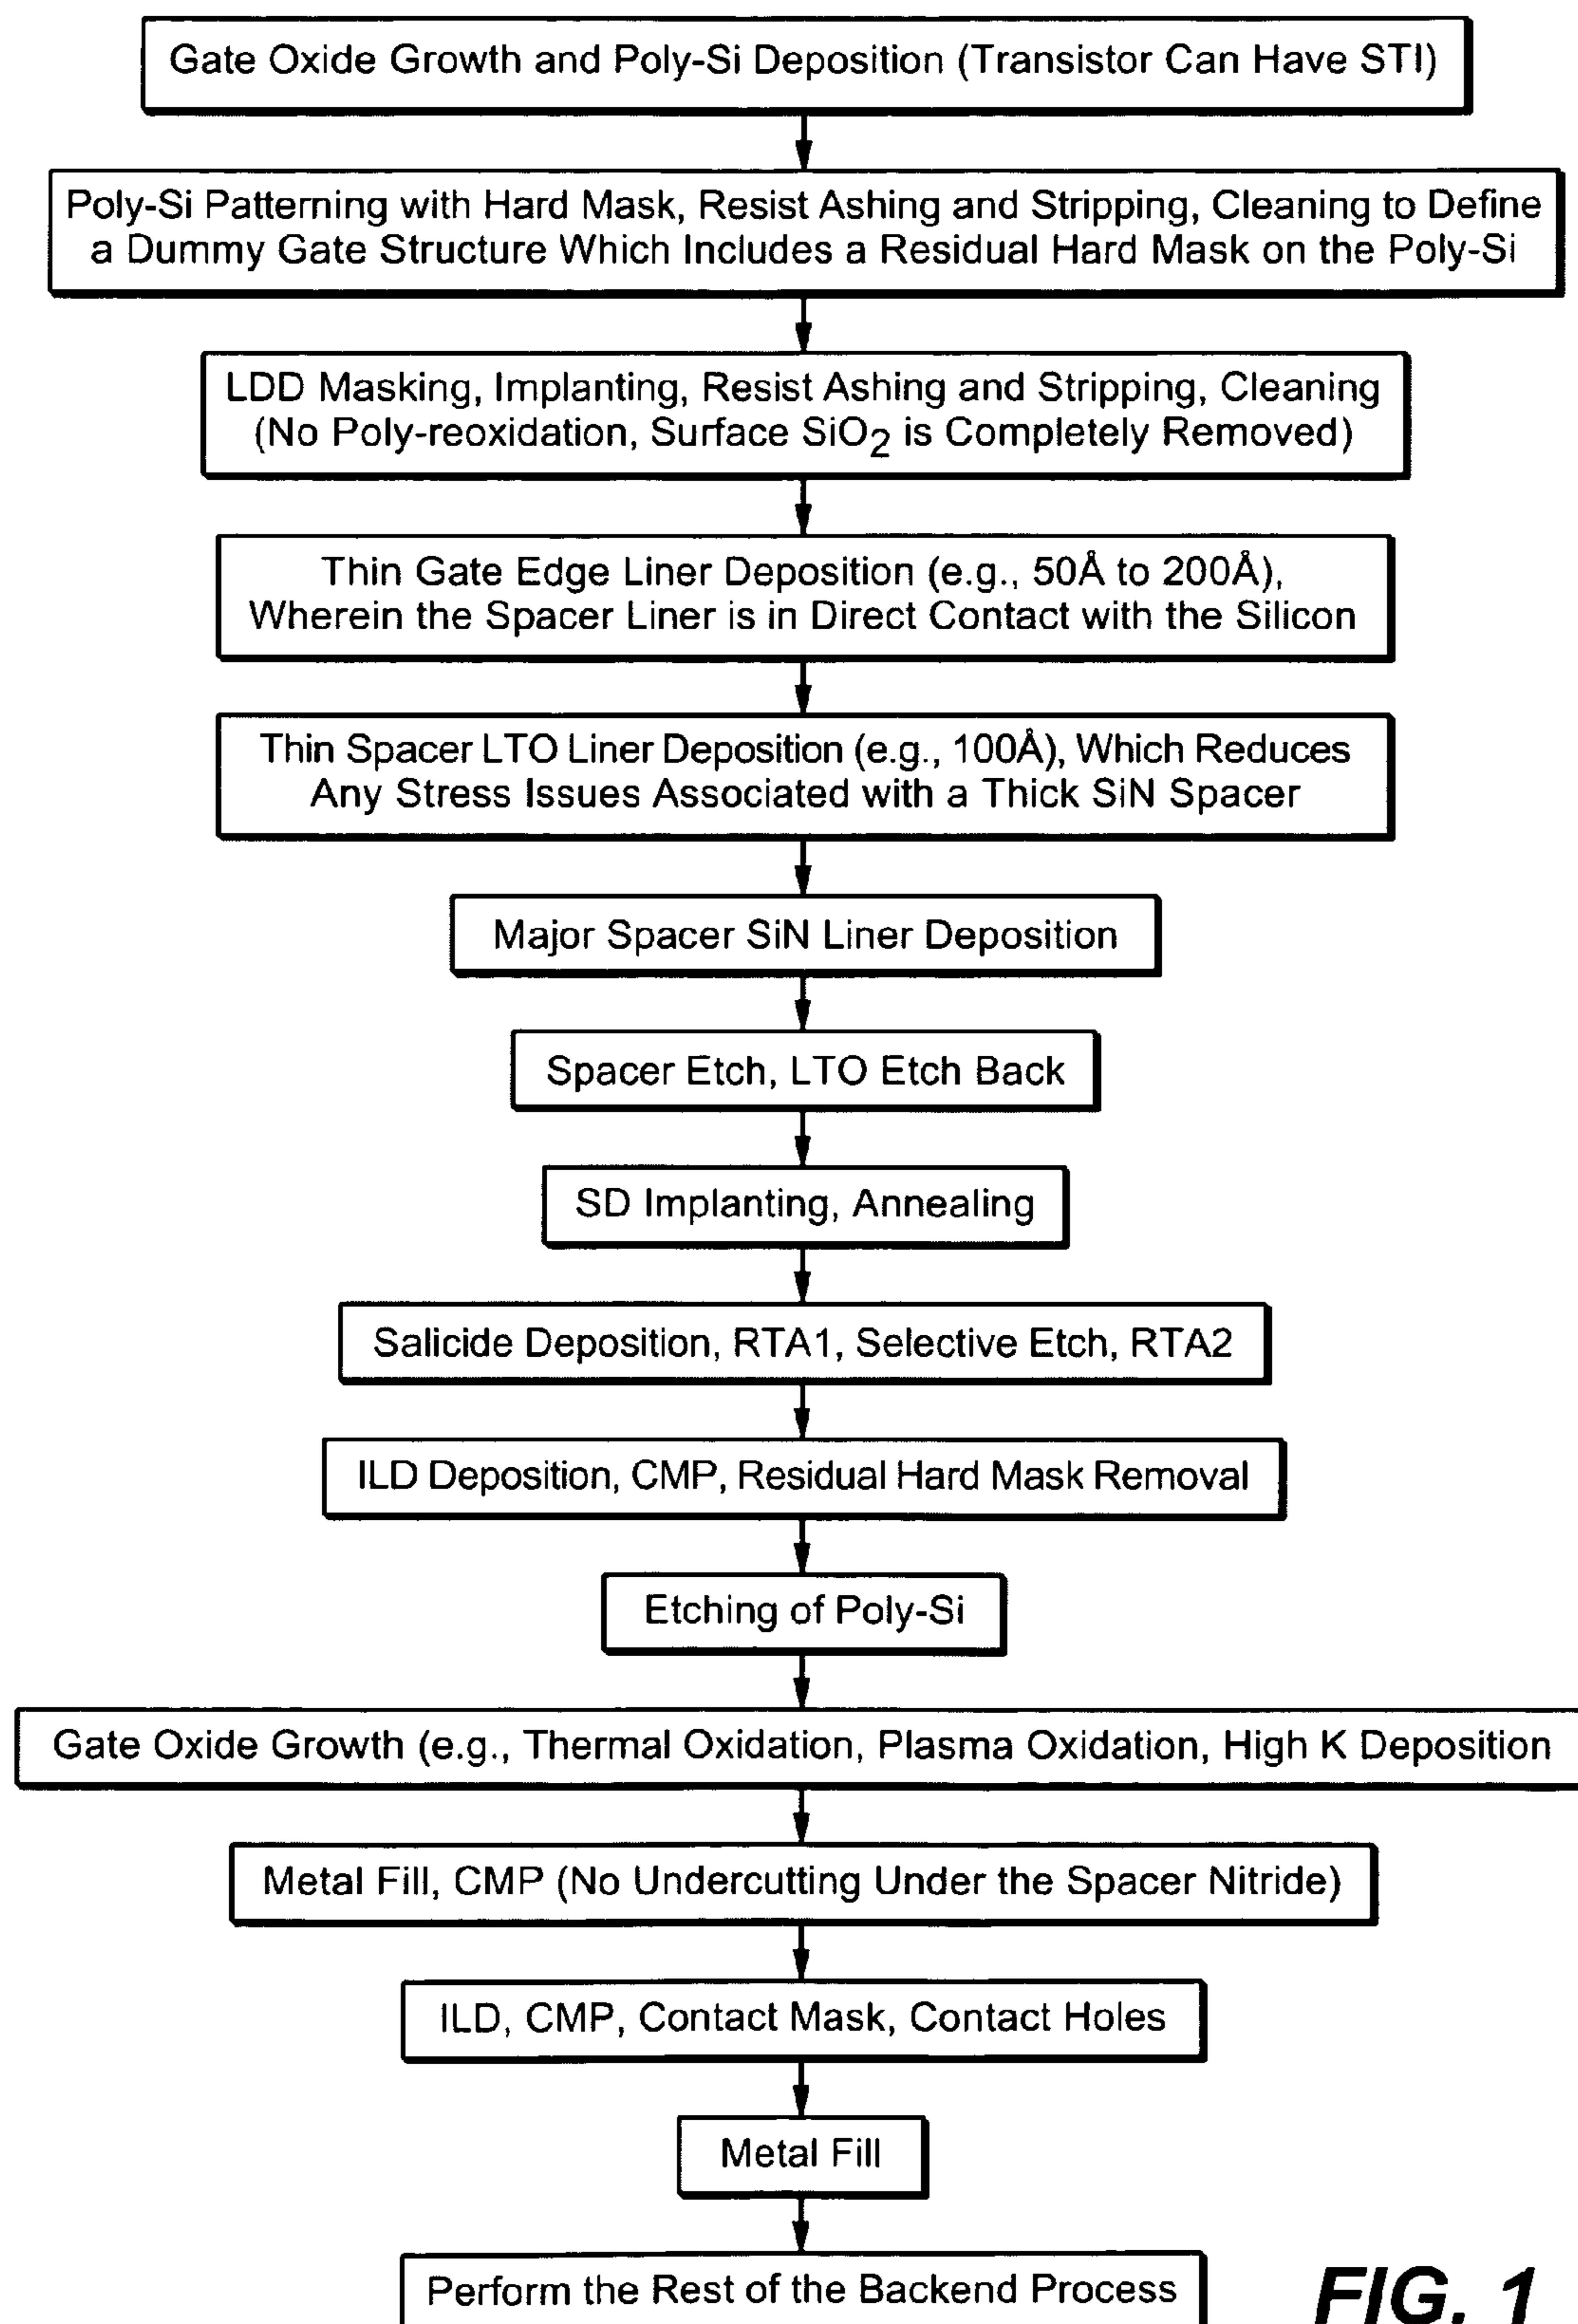 Gate Oxide Growth and Poly-Si Deposition (Transistor Can Have STI)
Poly-Si Patterning with Hard Mask, Resist Ashing and Stripping, Cleaning to Define
a Dummy Gate Structure Which Includes a Residual Hard Mask on the Poly-Si
LDD Masking, Implanting, Resist Ashing and Stripping, Cleaning
(No Poly-reoxidation, Surface SiO2 is Completely Removed)
Thin Gate Edge Liner Deposition (e.g., 50Å to 200Å),
Wherein the Spacer Liner is in Direct Contact with the Silicon
Thin Spacer LTO Liner Deposition (e.g., 100Å), Which Reduces
Any Stress Issues Associated with a Thick SiN Spacer
Major Spacer SiN Liner Deposition
Spacer Etch, LTO Etch Back
SD Implanting, Annealing
Salicide Deposition, RTA1, Selective Etch, RTA2
ILD Deposition, CMP, Residual Hard Mask Removal
Etching of Poly-Si
Gate Oxide Growth (e.g., Thermal Oxidation, Plasma Oxidation, High K Deposition
Metal Fill, CMP (No Undercutting Under the Spacer Nitride)
ILD, CMP, Contact Mask, Contact Holes
Metal Fill
Perform the Rest of the Backend Process
FIG. 1